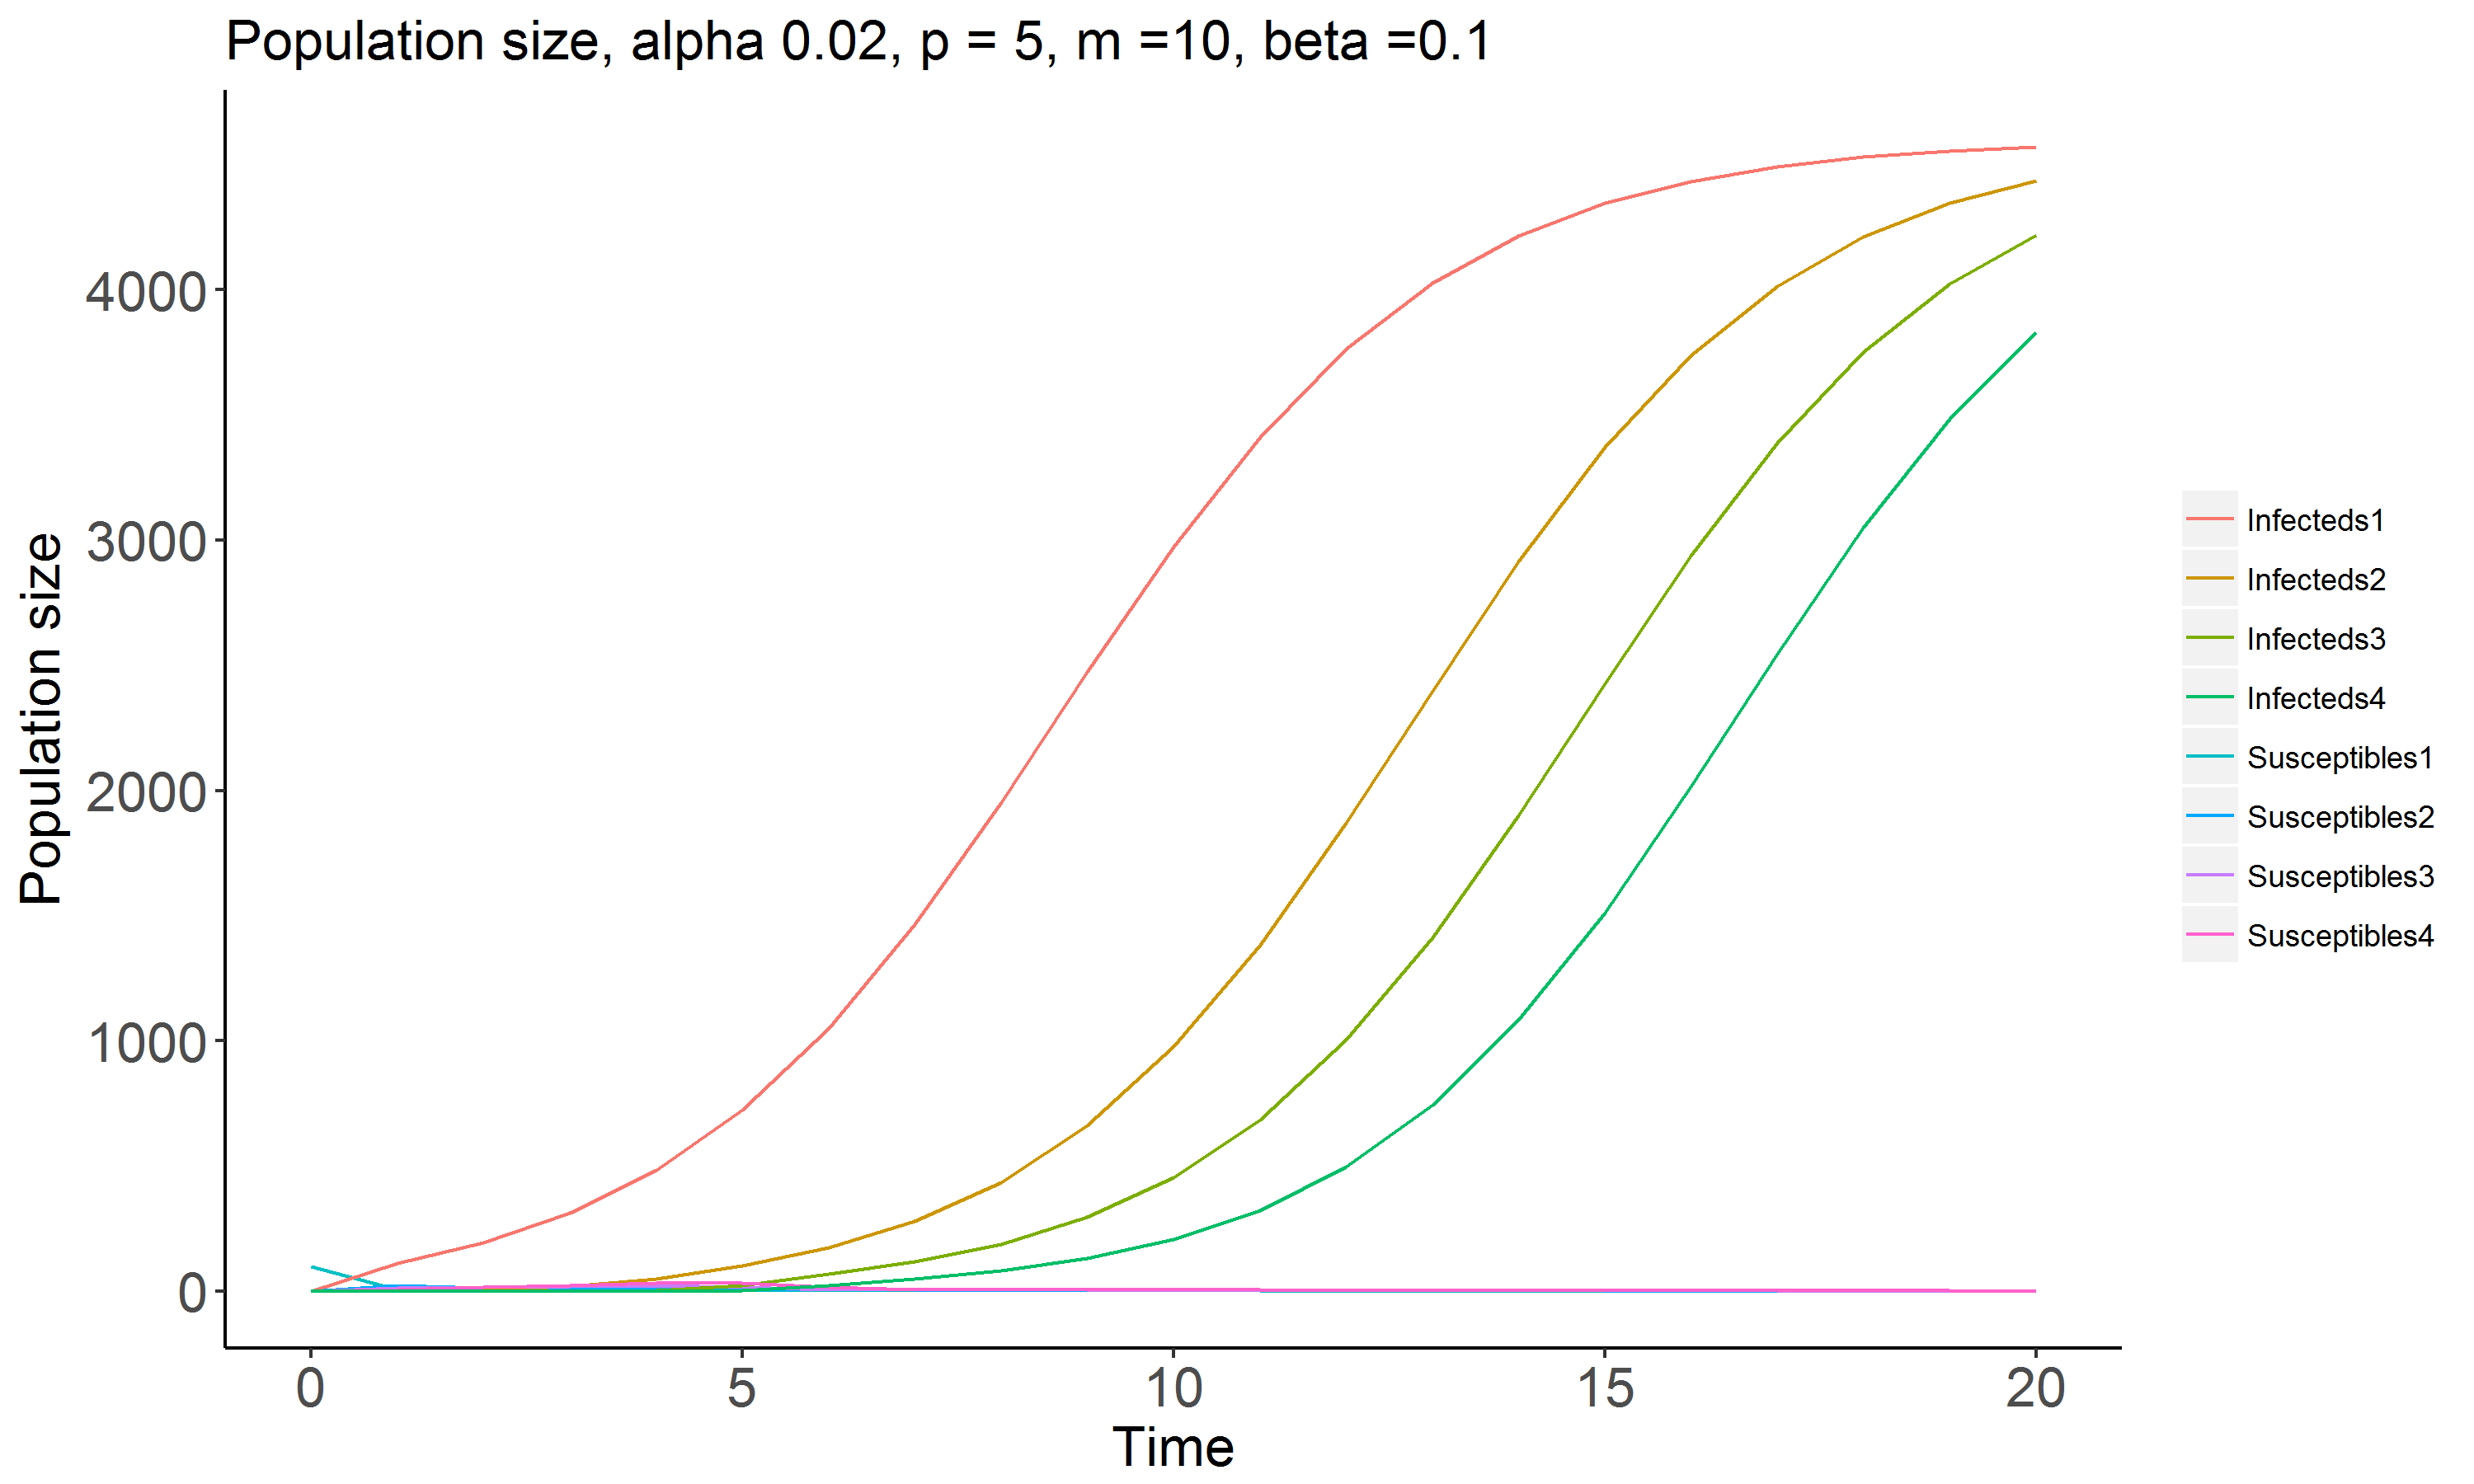 Population size, alpha 0.02, p = 5, m =10, beta =0.1
Population size
4000
3000
2000
1000
0
0 5 10 15 20
Time
Infecteds1
Infecteds2
Infecteds3
Infecteds4
Susceptibles1
Susceptibles2
Susceptibles3
Susceptibles4